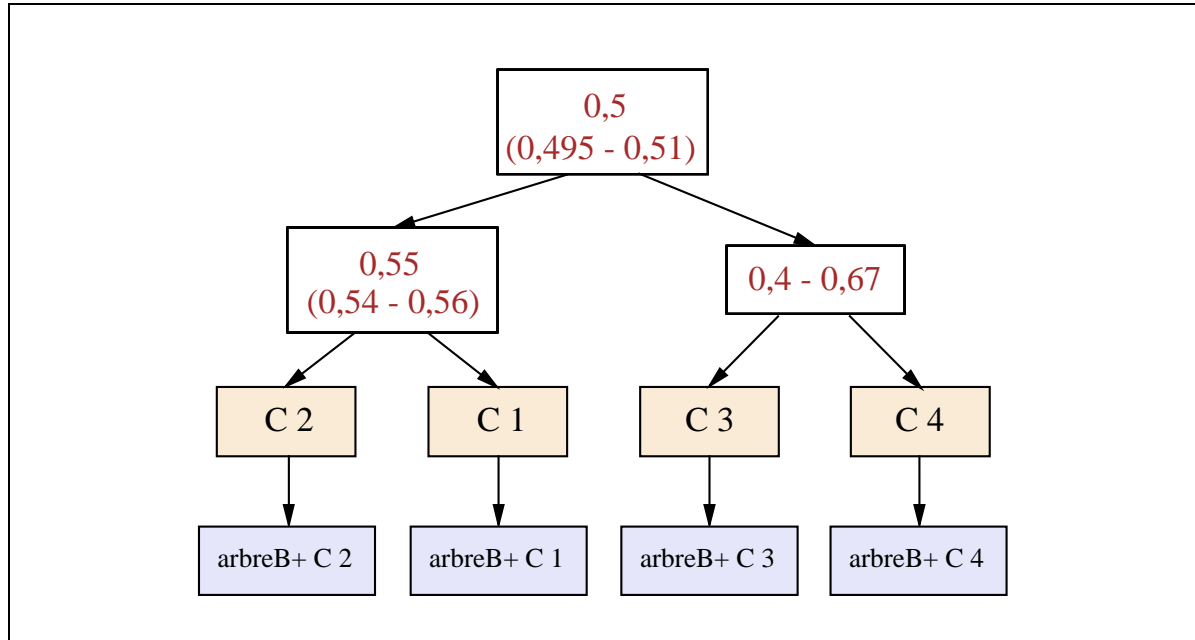 0,5
(0,495 - 0,51)
0,55
(0,54 - 0,56)
0,4 - 0,67
C 2
C 1
C 3
C 4
arbreB+ C 2
arbreB+ C 1
arbreB+ C 3
arbreB+ C 4